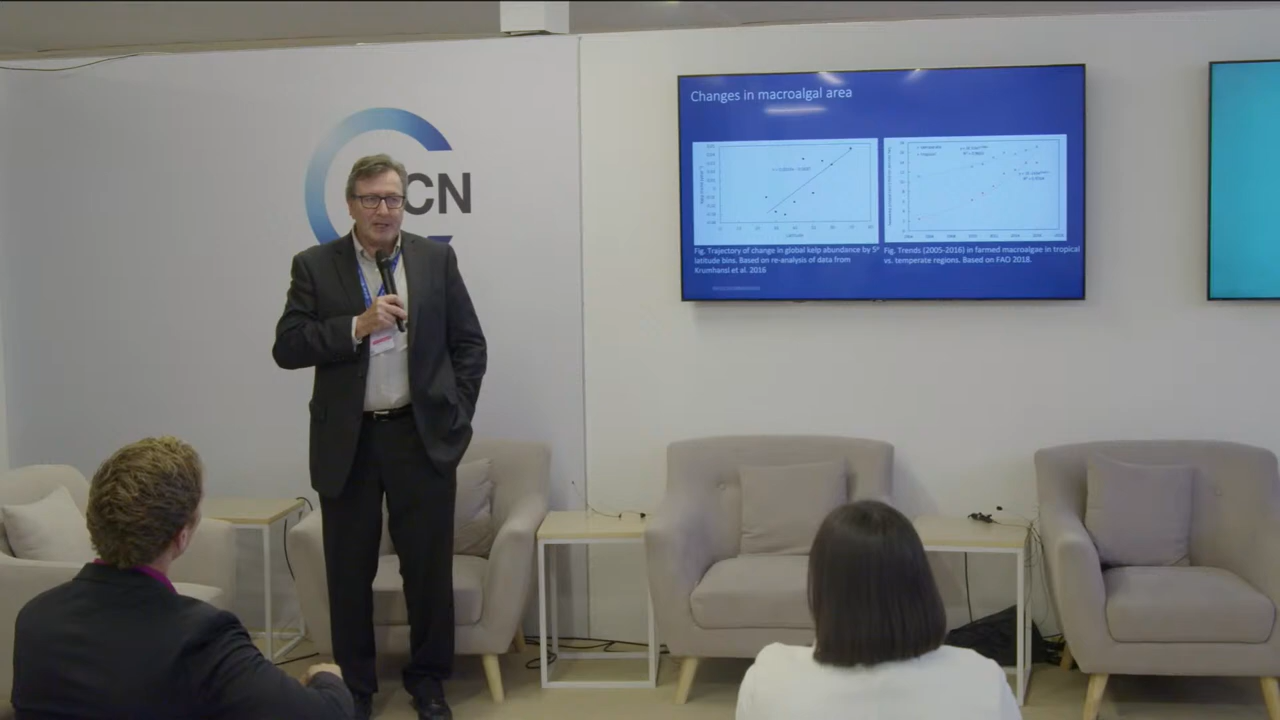 CN
Changes in macroalgal area
Fig. Trajectory of change in global kelp abundance by 5°
latitude bins. Based on re-analysis of data from
Krumhansl et al. 2016
Fig. Trends (2005-2016) in farmed macroalgae in tropical
vs. temperate regions. Based on FAO 2018.